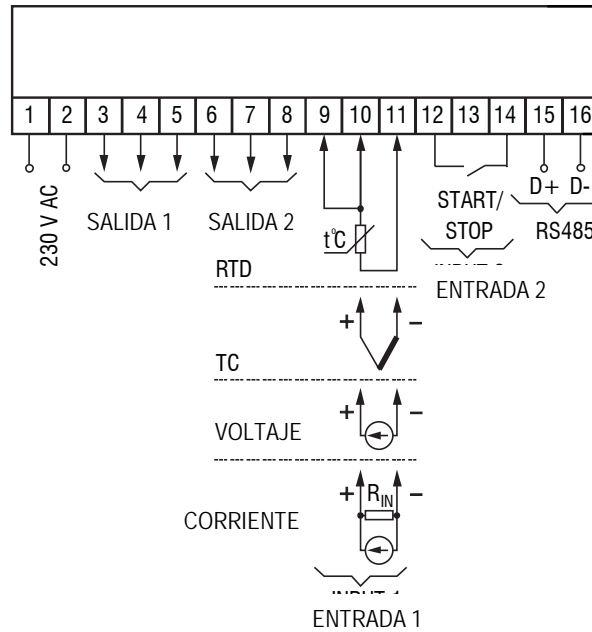 1 2 3 4 5 6 7 8 9 10 11 12 13 14 15 16
230 V AC
SALIDA 1
SALIDA 2
t°C
START/
STOP
D+ D-
RS485
RTD
ENTRADA 2
+ −
TC
+ −
VOLTAJE
+ RIN −
CORRIENTE
ENTRADA 1